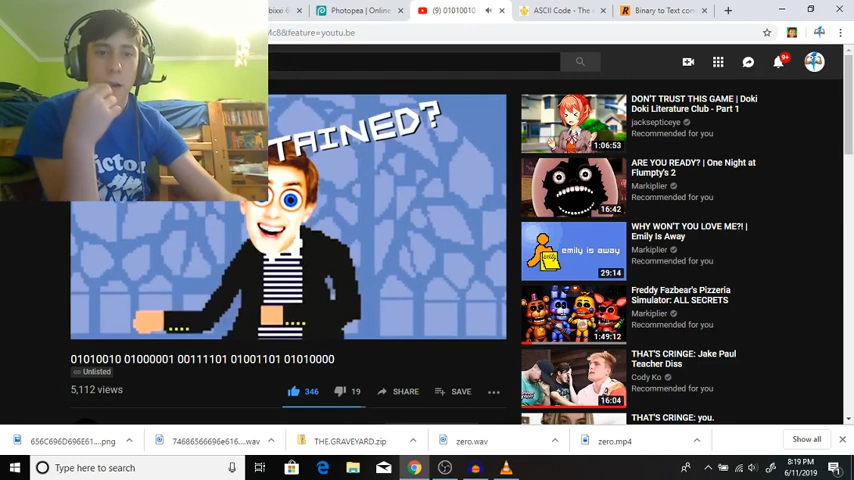 bixxi 6
Photopea | Online
(9) 01010010
ASCII Code - The
Binary to Text con
Mc8&feature=youtu.be
9+
TAINED?
victor
DON'T TRUST THIS GAME | Doki
Doki Literature Club - Part 1
jacksepticeye
Recommended for you
1:06:53
ARE YOU READY? | One Night at
Flumpty's 2
Markiplier
Recommended for you
16:42
WHY WON'T YOU LOVE ME?! |
Emily Is Away
Markiplier
Recommended for you
emily is away
29:14
Freddy Fazbear's Pizzeria
Simulator: ALL SECRETS
Markiplier
Recommended for you
1:49:12
THAT'S CRINGE: Jake Paul
Teacher Diss
Cody Ko
Recommended for you
16:04
THAT'S CRINGE: you.
01010010 01000001 00111101 01001101 01010000
Unlisted
5,112 views
346
19
SHARE
SAVE
656C696D696E61....png
74686566696e616....wav
THE.GRAVEYARD.zip
zero.wav
zero.mp4
Show all
Type here to search
8:19 PM
6/11/2019